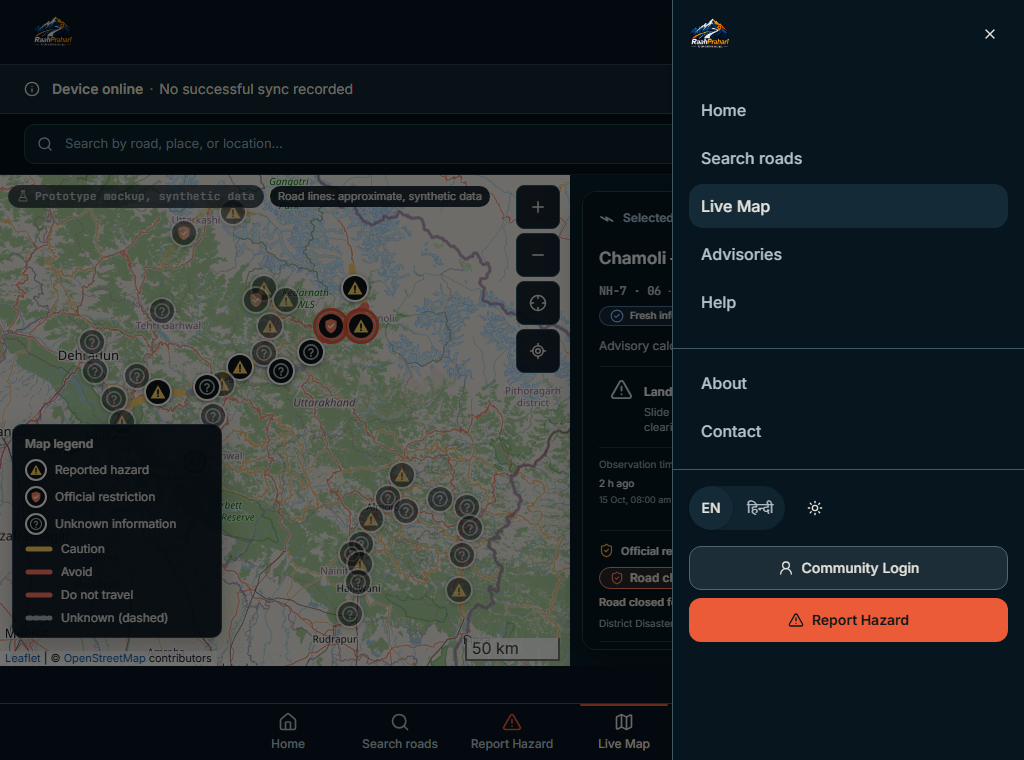 RaahPrahari
Device online · No successful sync recorded
Search by road, place, or location...
Prototype mockup, synthetic data
Road lines: approximate, synthetic data
Gangotri
Uttarkashi
Kedarnath
WLS
Tehri Garhwal
Dehradun
Uttarakhand
Pithoragarh
district
Nainital
Haldwani
Rudrapur
Map legend
Reported hazard
Official restriction
Unknown information
Caution
Avoid
Do not travel
Unknown (dashed)
50 km
Leaflet | © OpenStreetMap contributors
Selected
Chamoli
NH-7 · 06
Fresh inf
Advisory calc
Land
Slide
cleari
Observation tim
2 h ago
15 Oct, 08:00 am
Official re
Road cl
Road closed f
District Disaster
Home
Search roads
Report Hazard
Live Map
RaahPrahari
Home
Search roads
Live Map
Advisories
Help
About
Contact
EN हिन्दी
Community Login
Report Hazard